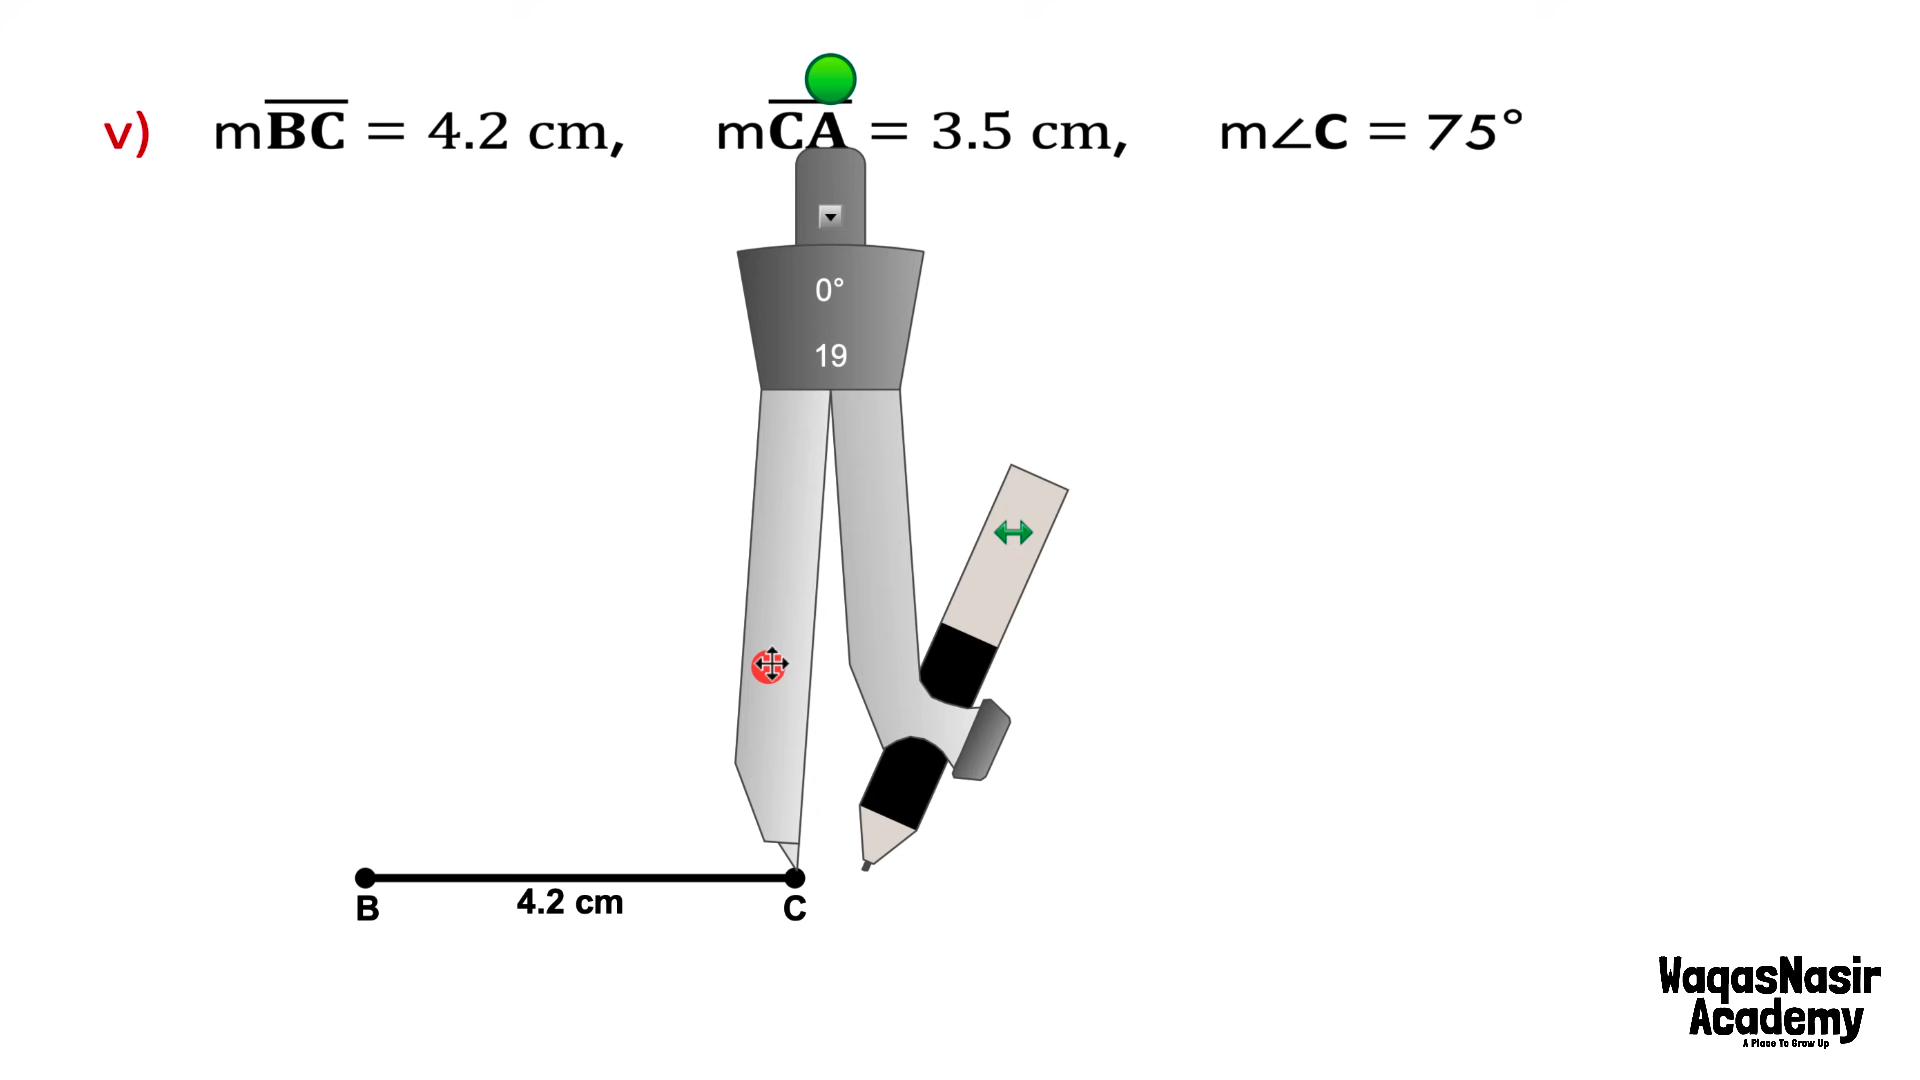 v) m𝐁𝐂̅ = 4.2 cm, m𝐂𝐀̅ = 3.5 cm, m∠C = 75°
0°
19
4.2 cm
B C
WaqasNasir
Academy
A Place To Grow Up